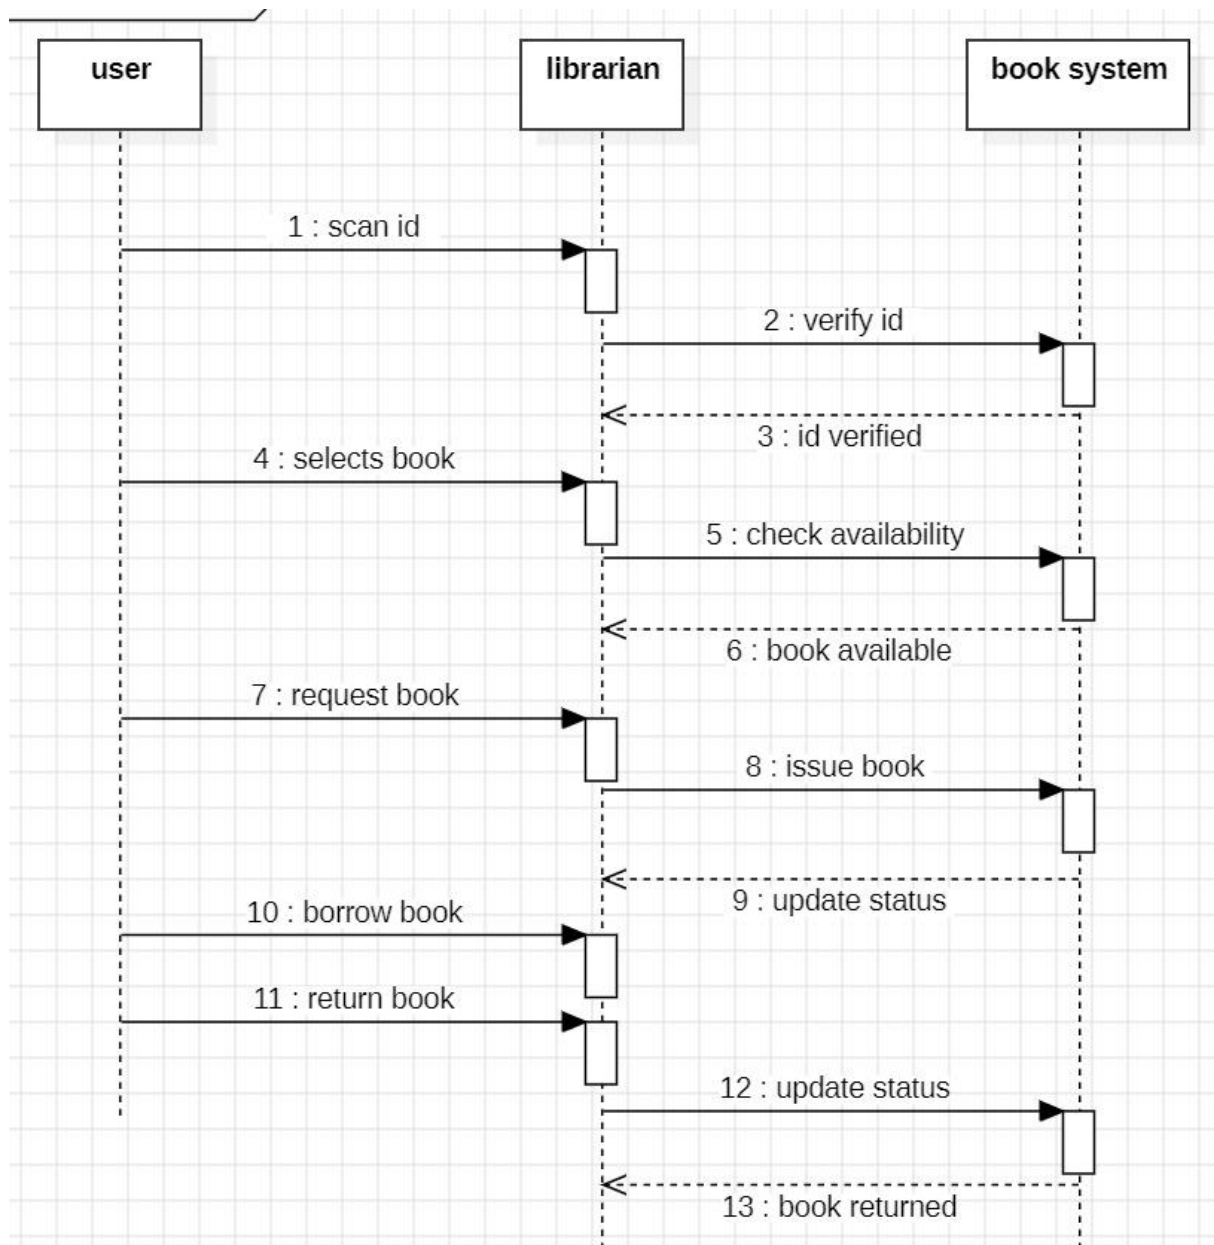 user
librarian
book system
1 : scan id
2 : verify id
3 : id verified
4 : selects book
5 : check availability
6 : book available
7 : request book
8 : issue book
9 : update status
10 : borrow book
11 : return book
12 : update status
13 : book returned